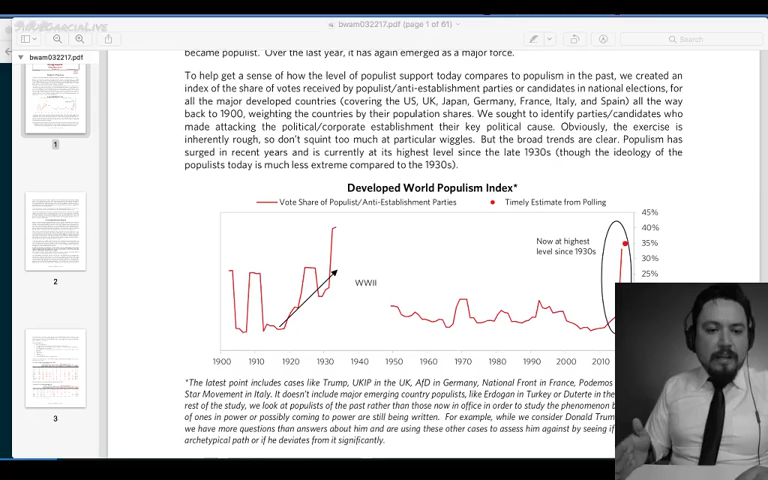 JOSUEGARCIALIVE
bwam032217.pdf (page 1 of 61)
Search
bwam032217.pdf
1
2
3
became populist. Over the last year, it has again emerged as a major force.
To help get a sense of how the level of populist support today compares to populism in the past, we created an
index of the share of votes received by populist/anti-establishment parties or candidates in national elections, for
all the major developed countries (covering the US, UK, Japan, Germany, France, Italy, and Spain) all the way
back to 1900, weighting the countries by their population shares. We sought to identify parties/candidates who
made attacking the political/corporate establishment their key political cause. Obviously, the exercise is
inherently rough, so don't squint too much at particular wiggles. But the broad trends are clear. Populism has
surged in recent years and is currently at its highest level since the late 1930s (though the ideology of the
populists today is much less extreme compared to the 1930s).
Developed World Populism Index*
Vote Share of Populist/Anti-Establishment Parties
Timely Estimate from Polling
45%
40%
35%
30%
25%
Now at highest
level since 1930s
WWII
1900 1910 1920 1930 1940 1950 1960 1970 1980 1990 2000 2010
*The latest point includes cases like Trump, UKIP in the UK, AfD in Germany, National Front in France, Podemos
Star Movement in Italy. It doesn't include major emerging country populists, like Erdogan in Turkey or Duterte in the
rest of the study, we look at populists of the past rather than those now in office in order to study the phenomenon
of ones in power or possibly coming to power are still being written. For example, while we consider Donald
we have more questions than answers about him and are using these other cases to assess him against by seeing if
archetypical path or if he deviates from it significantly.